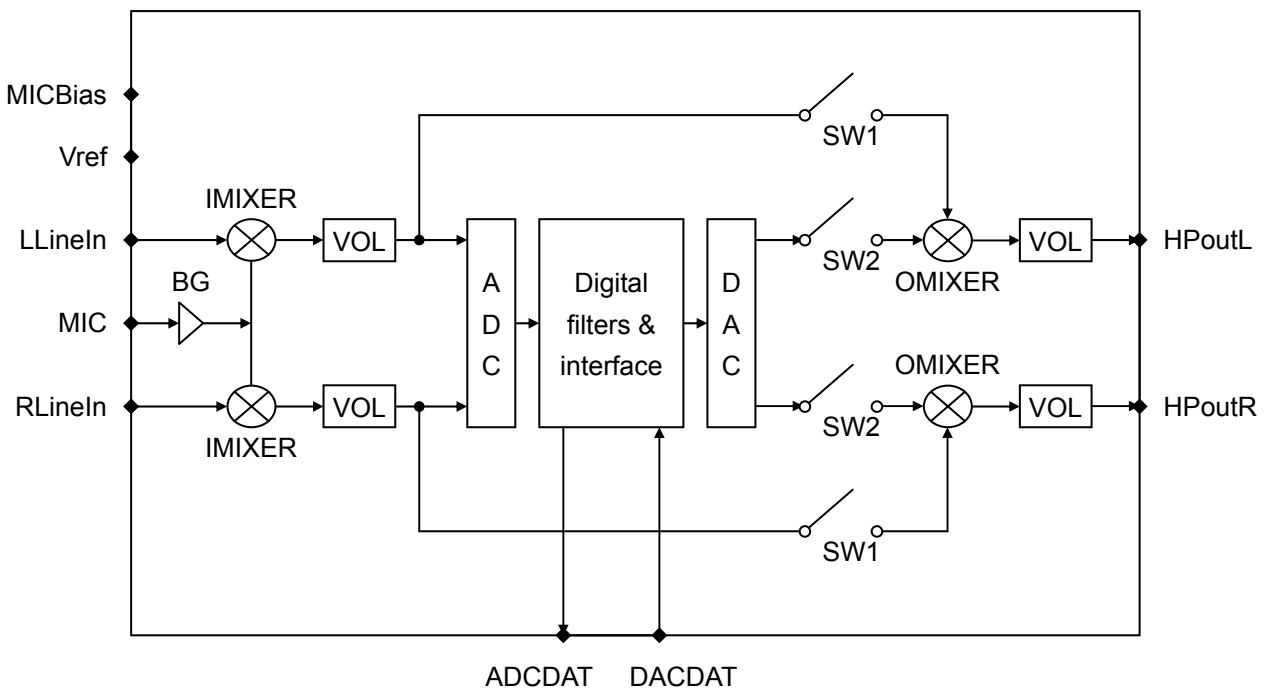 MICBias
SW1
Vref
IMIXER
LLineIn
VOL
SW2
OMIXER
VOL
HPoutL
BG
MIC
A
D
C
Digital
filters &
interface
D
A
C
OMIXER
RLineIn
VOL
SW2
VOL
HPoutR
IMIXER
SW1
ADCDAT
DACDAT